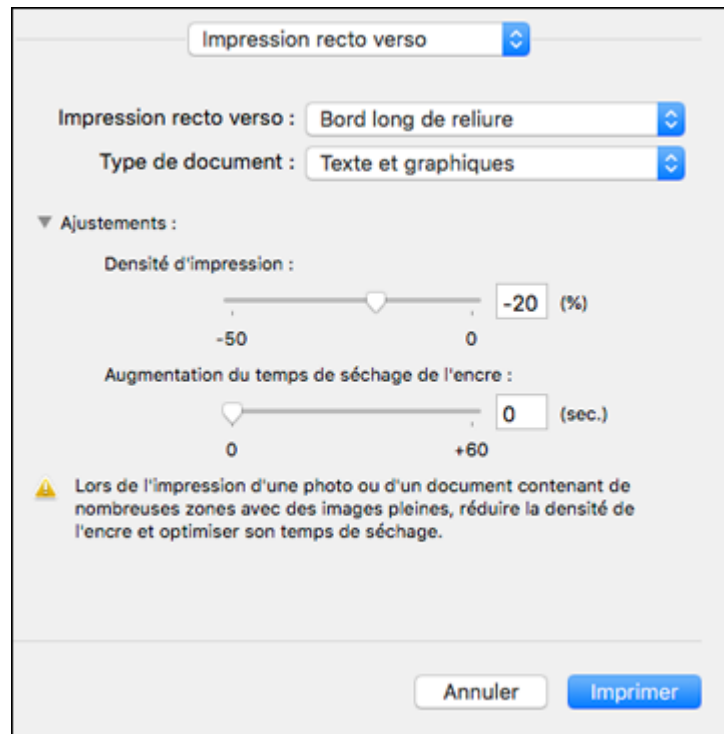 Impression recto verso
Impression recto verso : Bord long de reliure
Type de document : Texte et graphiques
Ajustements :
Densité d'impression :
-20 (%)
-50 0
Augmentation du temps de séchage de l'encre :
0 (sec.)
0 +60
Lors de l'impression d'une photo ou d'un document contenant de
nombreuses zones avec des images pleines, réduire la densité de
l'encre et optimiser son temps de séchage.
Annuler Imprimer